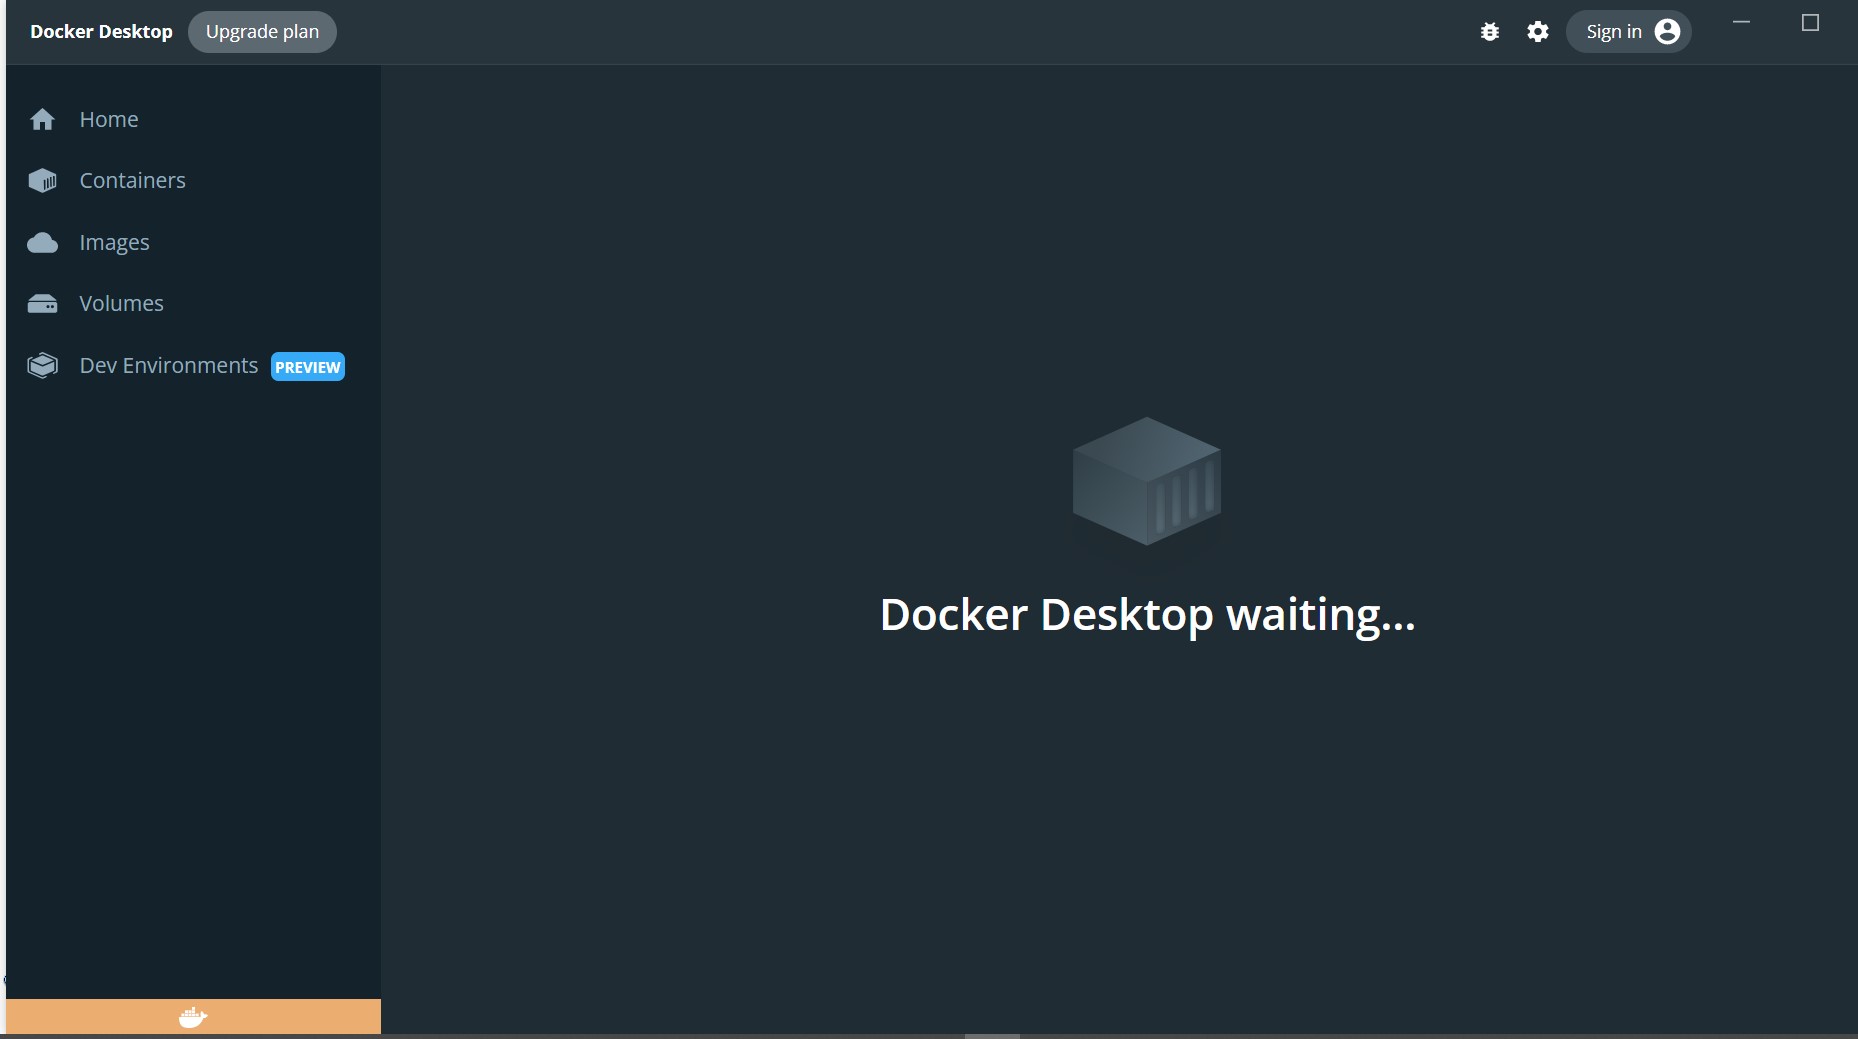 Docker Desktop Upgrade plan Sign in
Home
Containers
Images
Volumes
Dev Environments PREVIEW
Docker Desktop waiting...